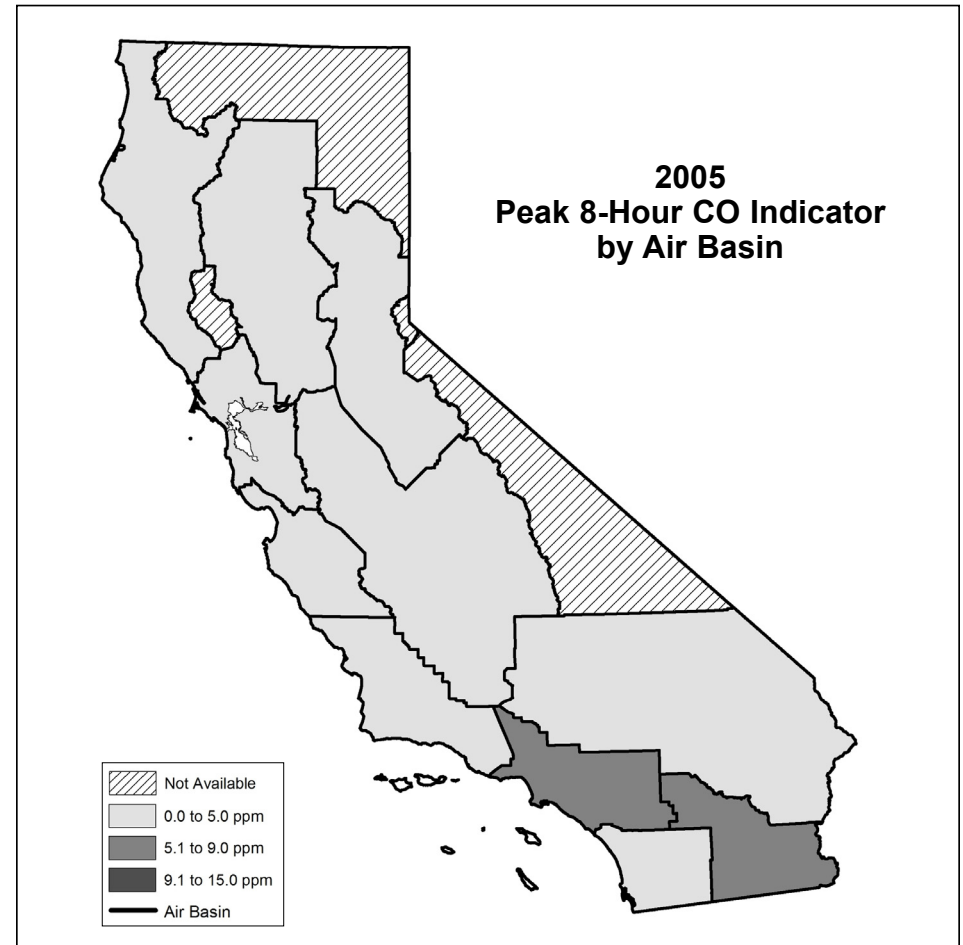 2005
Peak 8-Hour CO Indicator
by Air Basin
Not Available
0.0 to 5.0 ppm
5.1 to 9.0 ppm
9.1 to 15.0 ppm
Air Basin